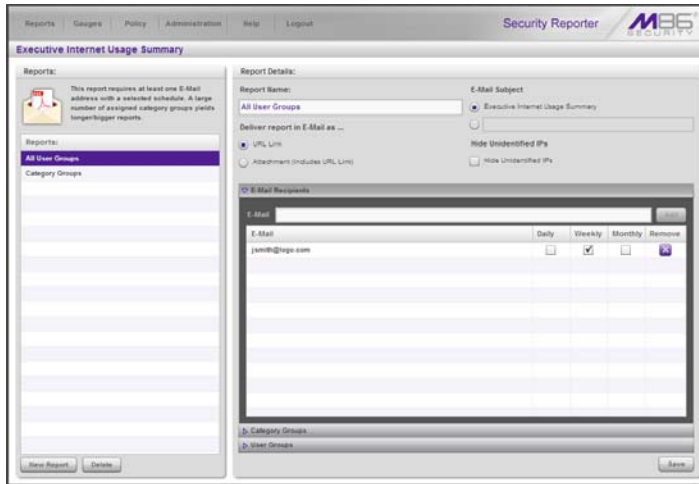 Reports Gauges Policy Administration Help Logout
Security Reporter
M86
SECURITY
Executive Internet Usage Summary
Reports:
This report requires at least one E-Mail
address with a selected schedule. A large
number of assigned category groups yields
longer/bigger reports.
Reports:
All User Groups
Category Groups
New Report Delete
Report Details:
Report Name:
All User Groups
Deliver report in E-Mail as ...
URL Link
Attachment (Includes URL Link)
E-Mail Subject
Executive Internet Usage Summary
Hide Unidentified IPs
Hide Unidentified IPs
E-Mail Recipients
E-Mail Add
E-Mail Daily Weekly Monthly Remove
jsmith@logo.com
Category Groups
User Groups
Save